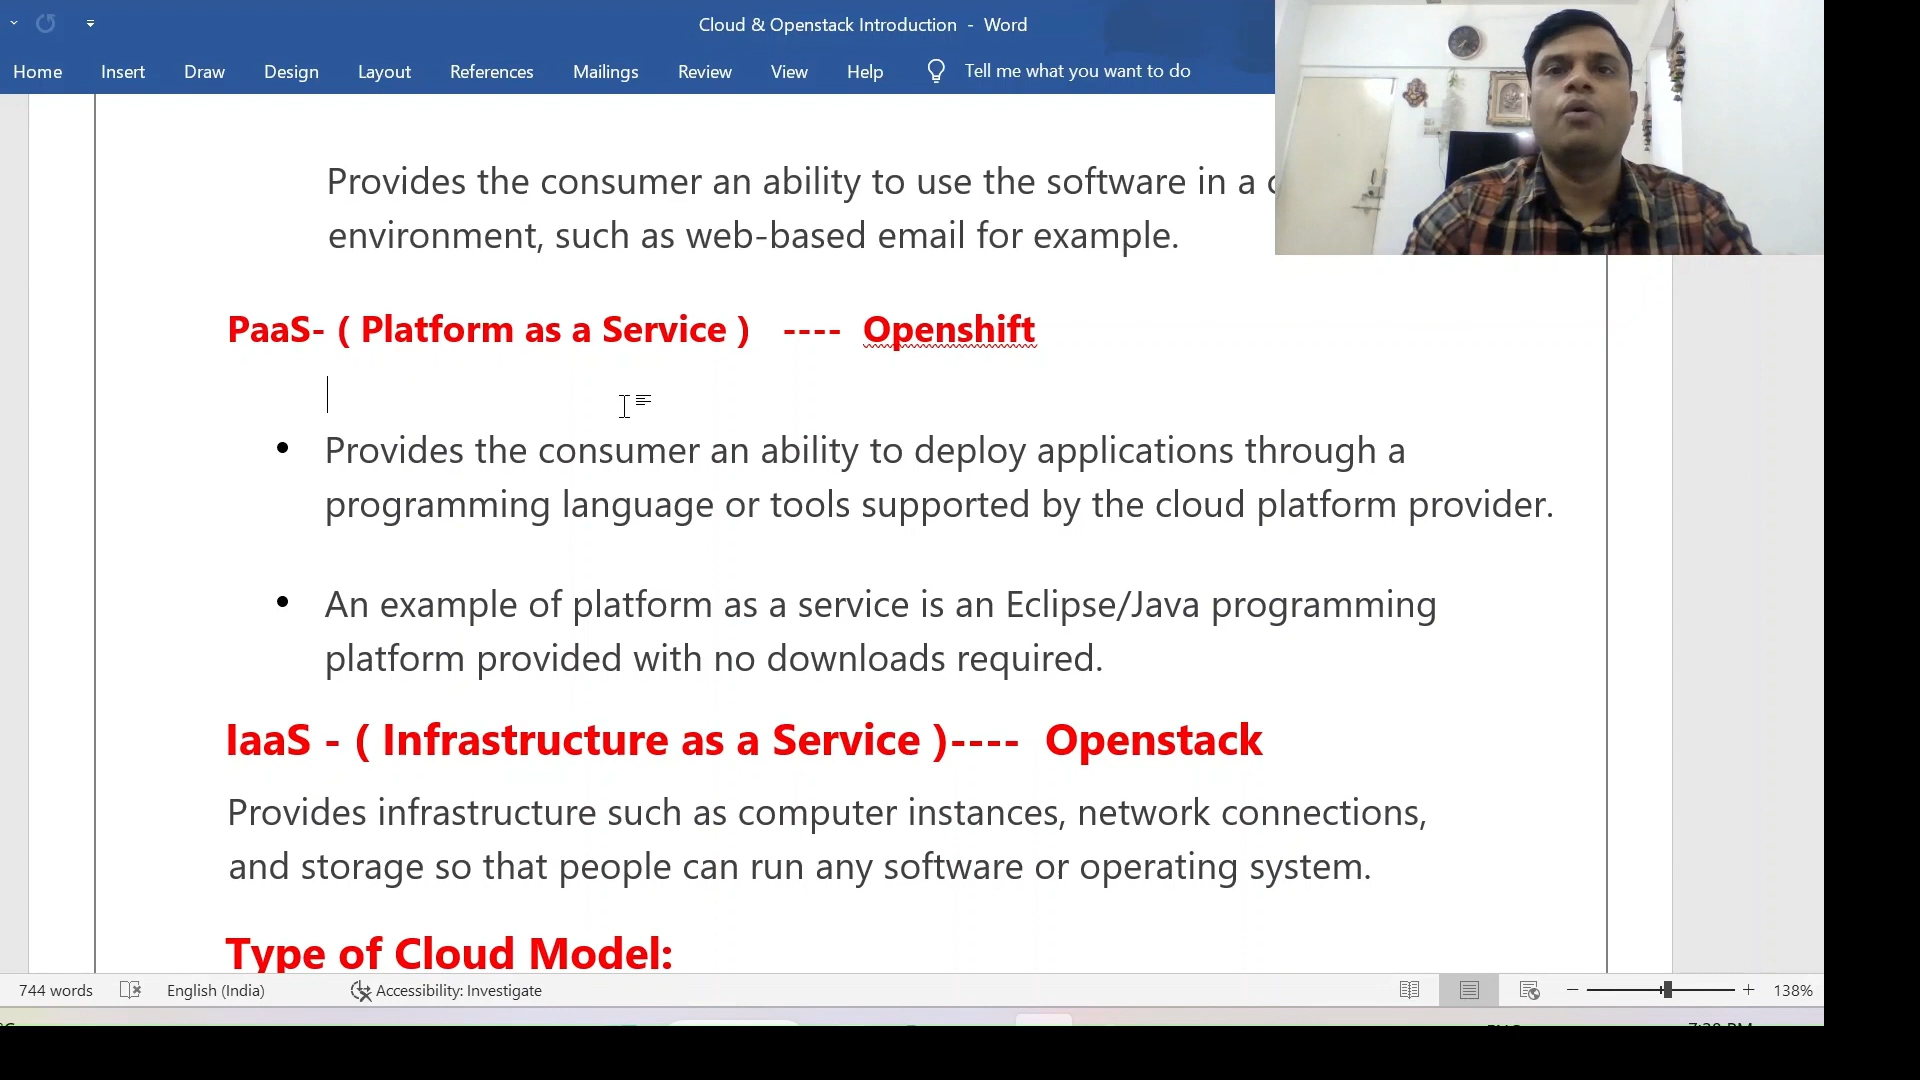 Cloud & Openstack Introduction - Word
Home Insert Draw Design Layout References Mailings Review View Help Tell me what you want to do
Provides the consumer an ability to use the software in a
environment, such as web-based email for example.
PaaS- ( Platform as a Service ) ---- Openshift
• Provides the consumer an ability to deploy applications through a
programming language or tools supported by the cloud platform provider.
• An example of platform as a service is an Eclipse/Java programming
platform provided with no downloads required.
IaaS - ( Infrastructure as a Service )---- Openstack
Provides infrastructure such as computer instances, network connections,
and storage so that people can run any software or operating system.
Type of Cloud Model:
744 words English (India) Accessibility: Investigate 138%